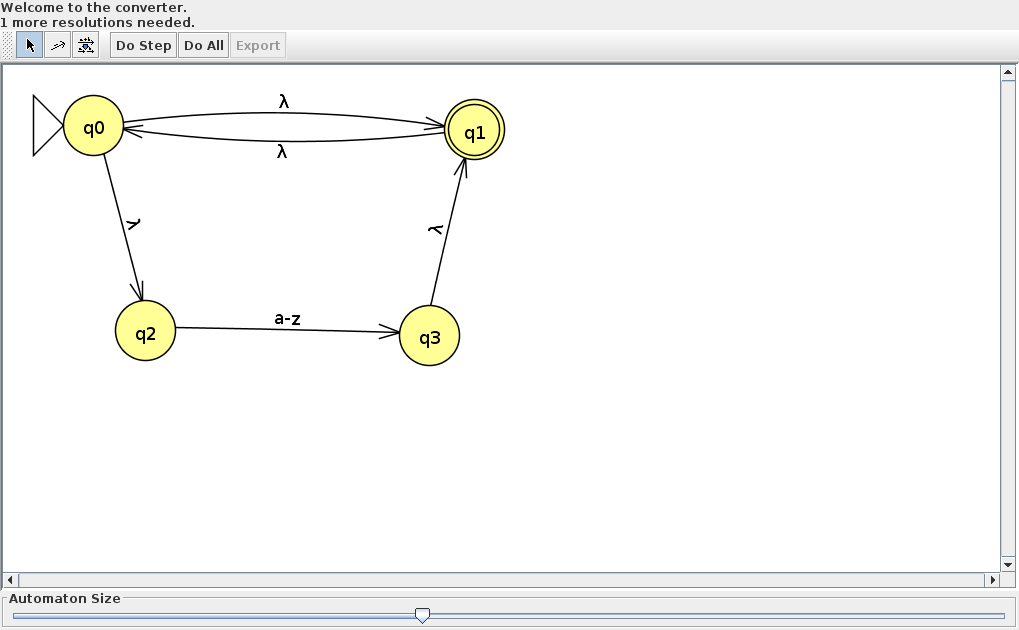 Welcome to the converter.
1 more resolutions needed.
Do Step Do All Export
λ
q0 q1
λ
λ λ
a-z
q2 q3
Automaton Size